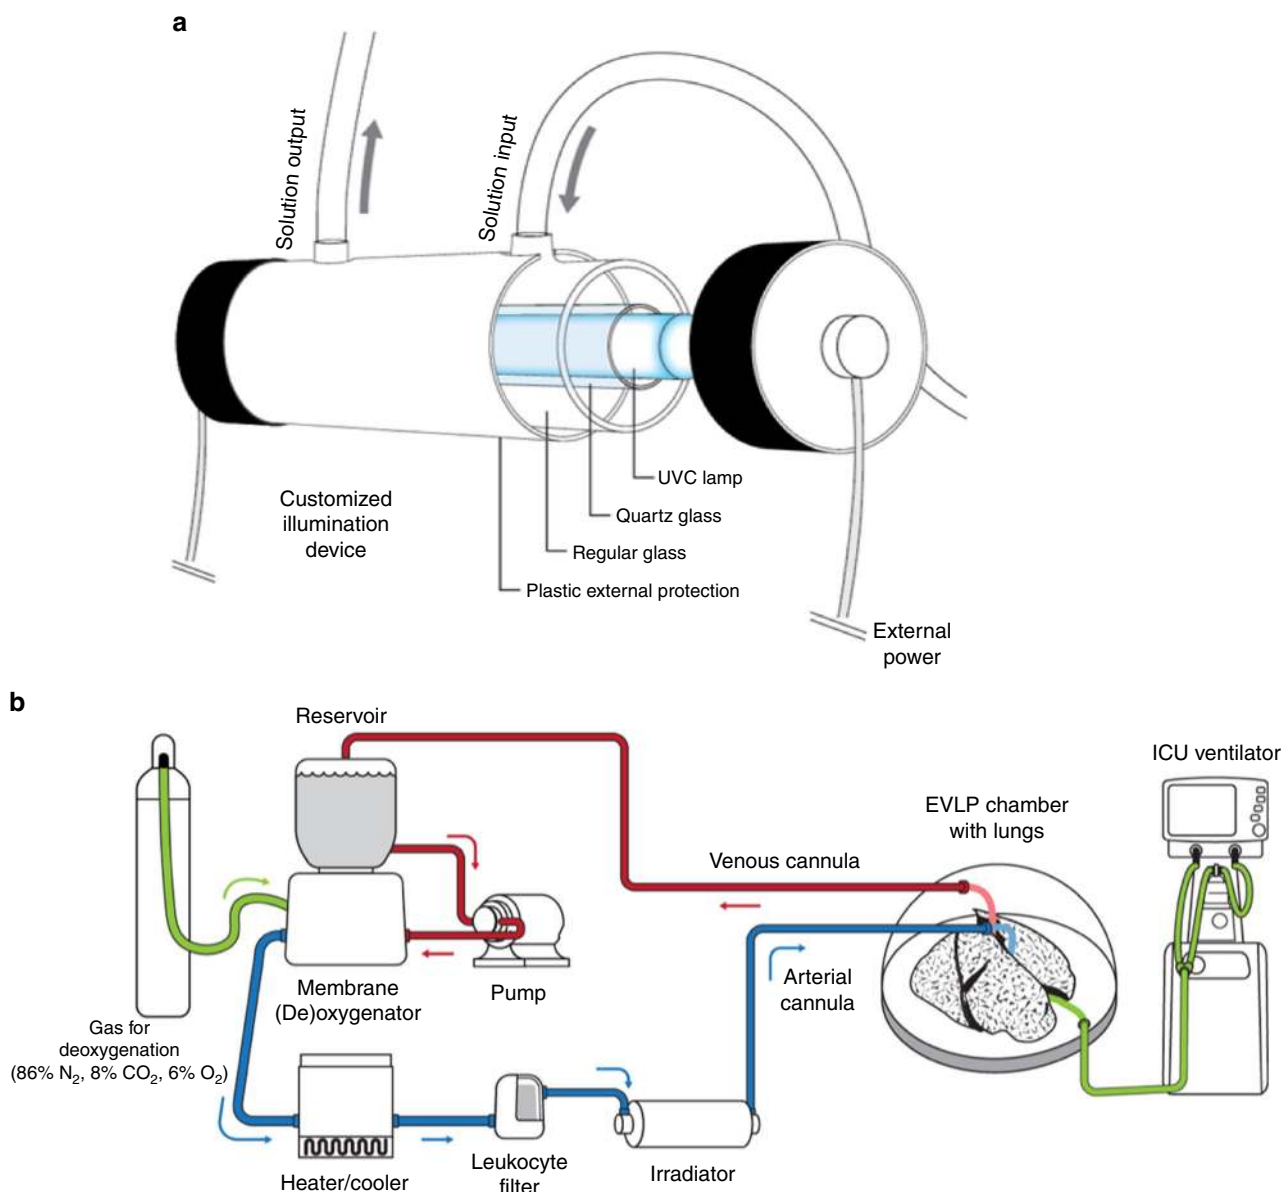 a
Solution output
Solution input
UVC lamp
Quartz glass
Regular glass
Plastic external protection
Customized
illumination
device
External
power
b
Reservoir
ICU ventilator
EVLP chamber
with lungs
Venous cannula
Arterial
cannula
Membrane
(De)oxygenator
Pump
Gas for
deoxygenation
(86% N₂, 8% CO₂, 6% O₂)
Heater/cooler
Leukocyte
filter
Irradiator